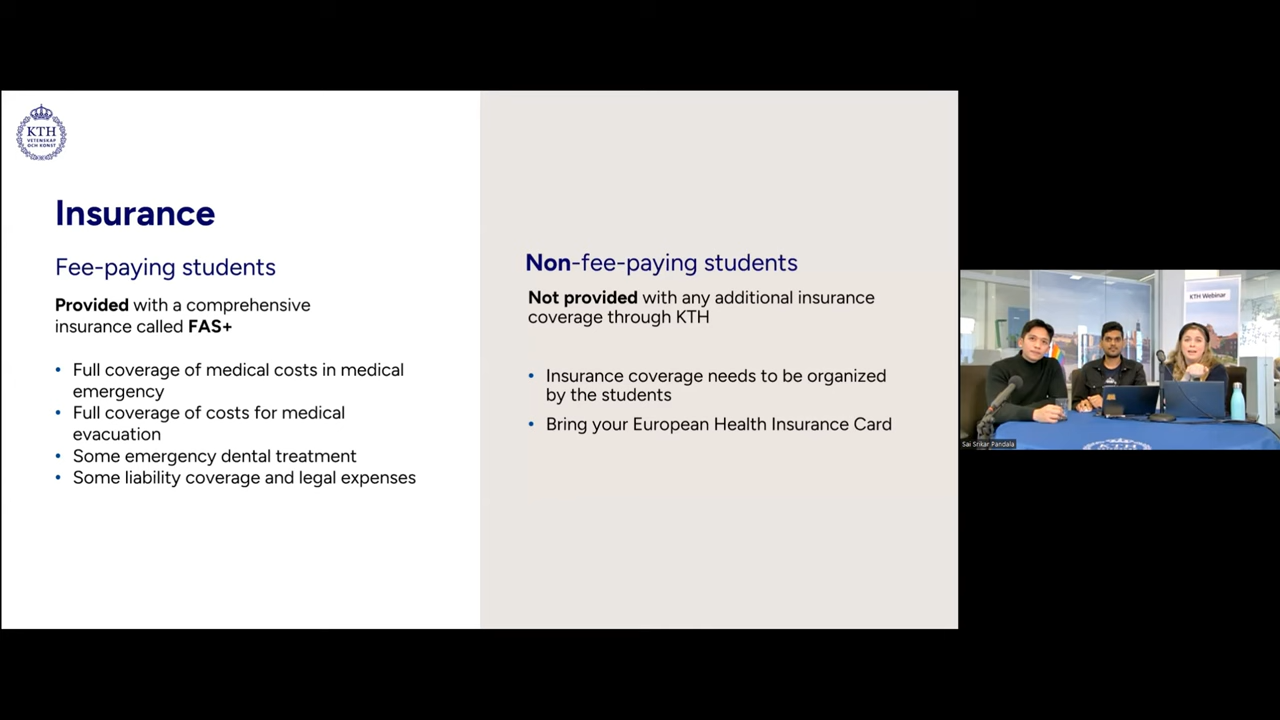 KTH
VETENSKAP
OCH KONST
Insurance
Fee-paying students
Provided with a comprehensive
insurance called FAS+
• Full coverage of medical costs in medical
emergency
• Full coverage of costs for medical
evacuation
• Some emergency dental treatment
• Some liability coverage and legal expenses
Non-fee-paying students
Not provided with any additional insurance
coverage through KTH
• Insurance coverage needs to be organized
by the students
• Bring your European Health Insurance Card
KTH Webinar
Sai Srikar Pandala
KTH